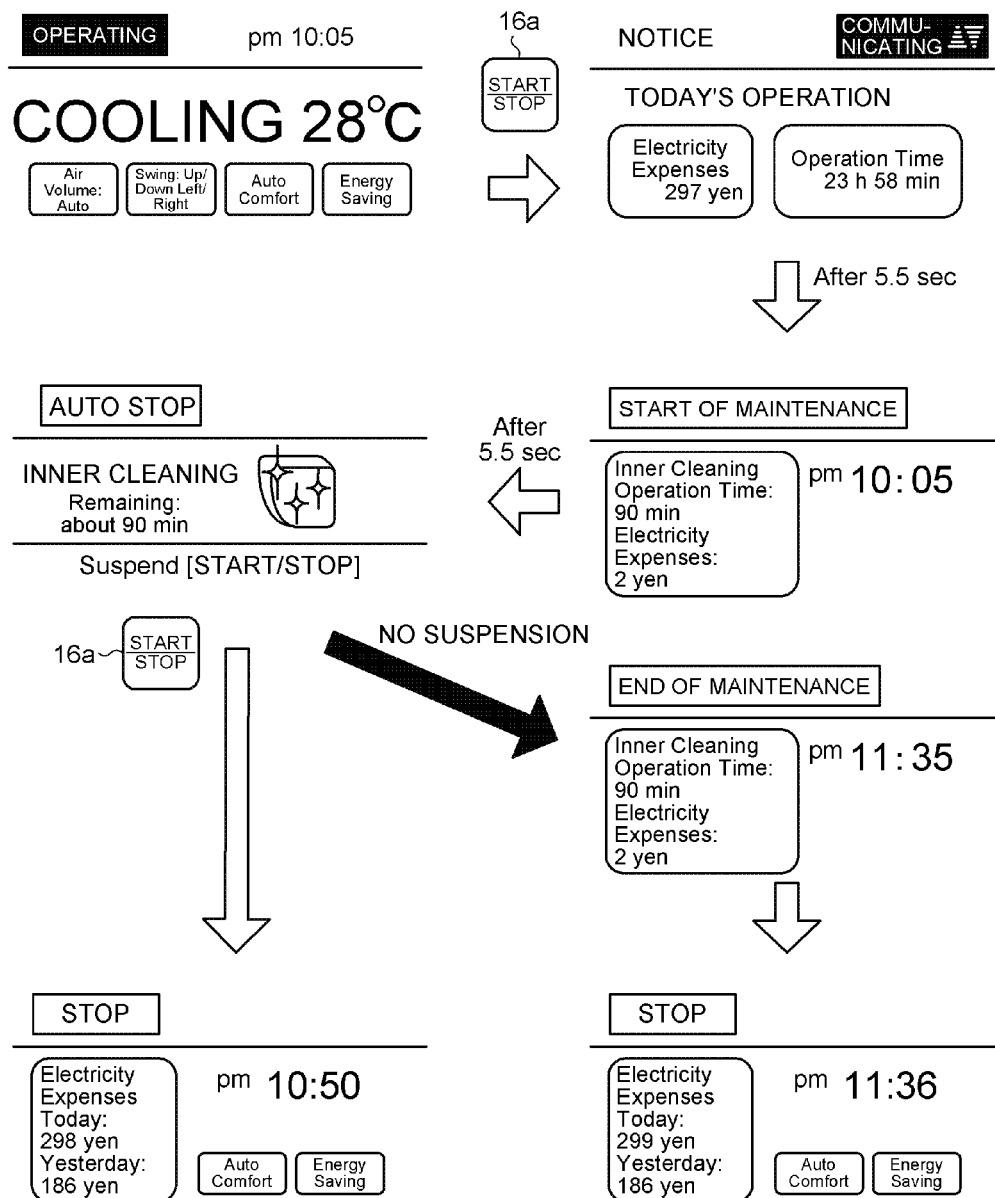 OPERATING
pm 10:05
COOLING 28°C
Air
Volume:
Auto
Swing: Up/
Down Left/
Right
Auto
Comfort
Energy
Saving
16a
START
STOP
NOTICE
COMMU-
NICATING
TODAY'S OPERATION
Electricity
Expenses
297 yen
Operation Time
23 h 58 min
After 5.5 sec
START OF MAINTENANCE
Inner Cleaning
Operation Time:
90 min
Electricity
Expenses:
2 yen
pm 10:05
After
5.5 sec
AUTO STOP
INNER CLEANING
Remaining:
about 90 min
Suspend [START/STOP]
16a
START
STOP
NO SUSPENSION
END OF MAINTENANCE
Inner Cleaning
Operation Time:
90 min
Electricity
Expenses:
2 yen
pm 11:35
STOP
Electricity
Expenses
Today:
298 yen
Yesterday:
186 yen
pm 10:50
Auto
Comfort
Energy
Saving
STOP
Electricity
Expenses
Today:
299 yen
Yesterday:
186 yen
pm 11:36
Auto
Comfort
Energy
Saving